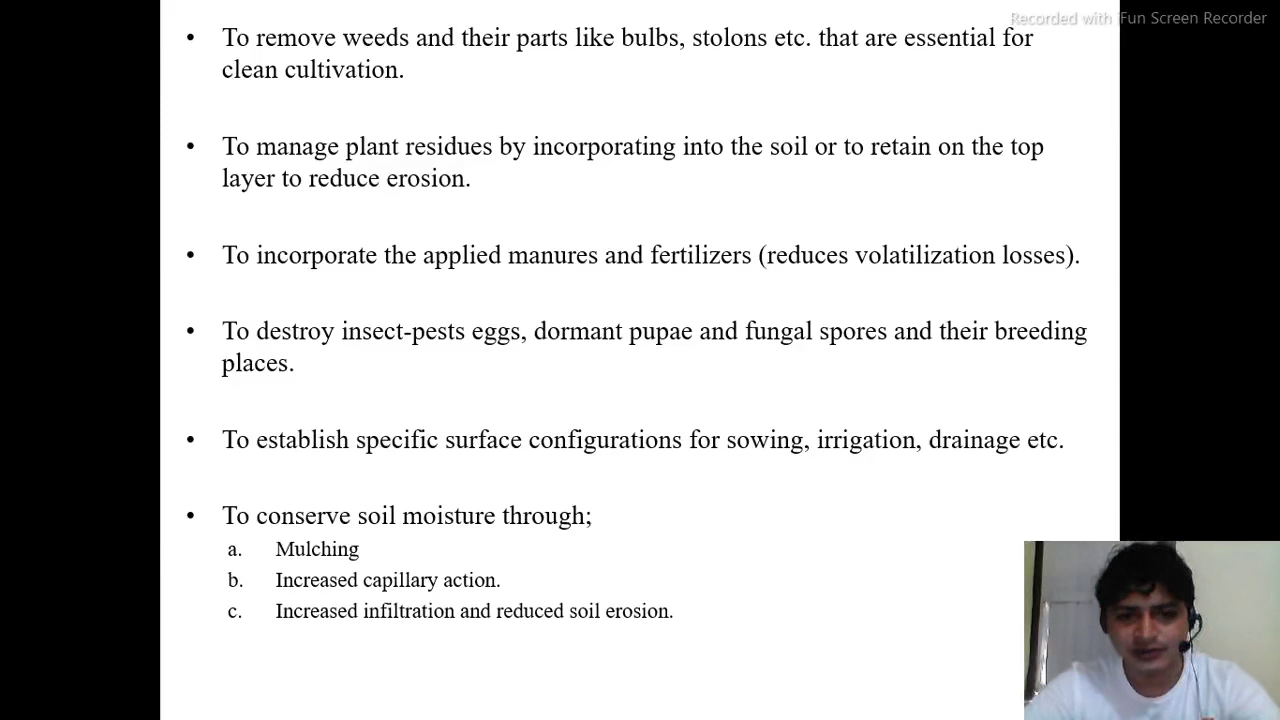 Recorded with iFun Screen Recorder
• To remove weeds and their parts like bulbs, stolons etc. that are essential for
clean cultivation.
• To manage plant residues by incorporating into the soil or to retain on the top
layer to reduce erosion.
• To incorporate the applied manures and fertilizers (reduces volatilization losses).
• To destroy insect-pests eggs, dormant pupae and fungal spores and their breeding
places.
• To establish specific surface configurations for sowing, irrigation, drainage etc.
• To conserve soil moisture through;
a. Mulching
b. Increased capillary action.
c. Increased infiltration and reduced soil erosion.